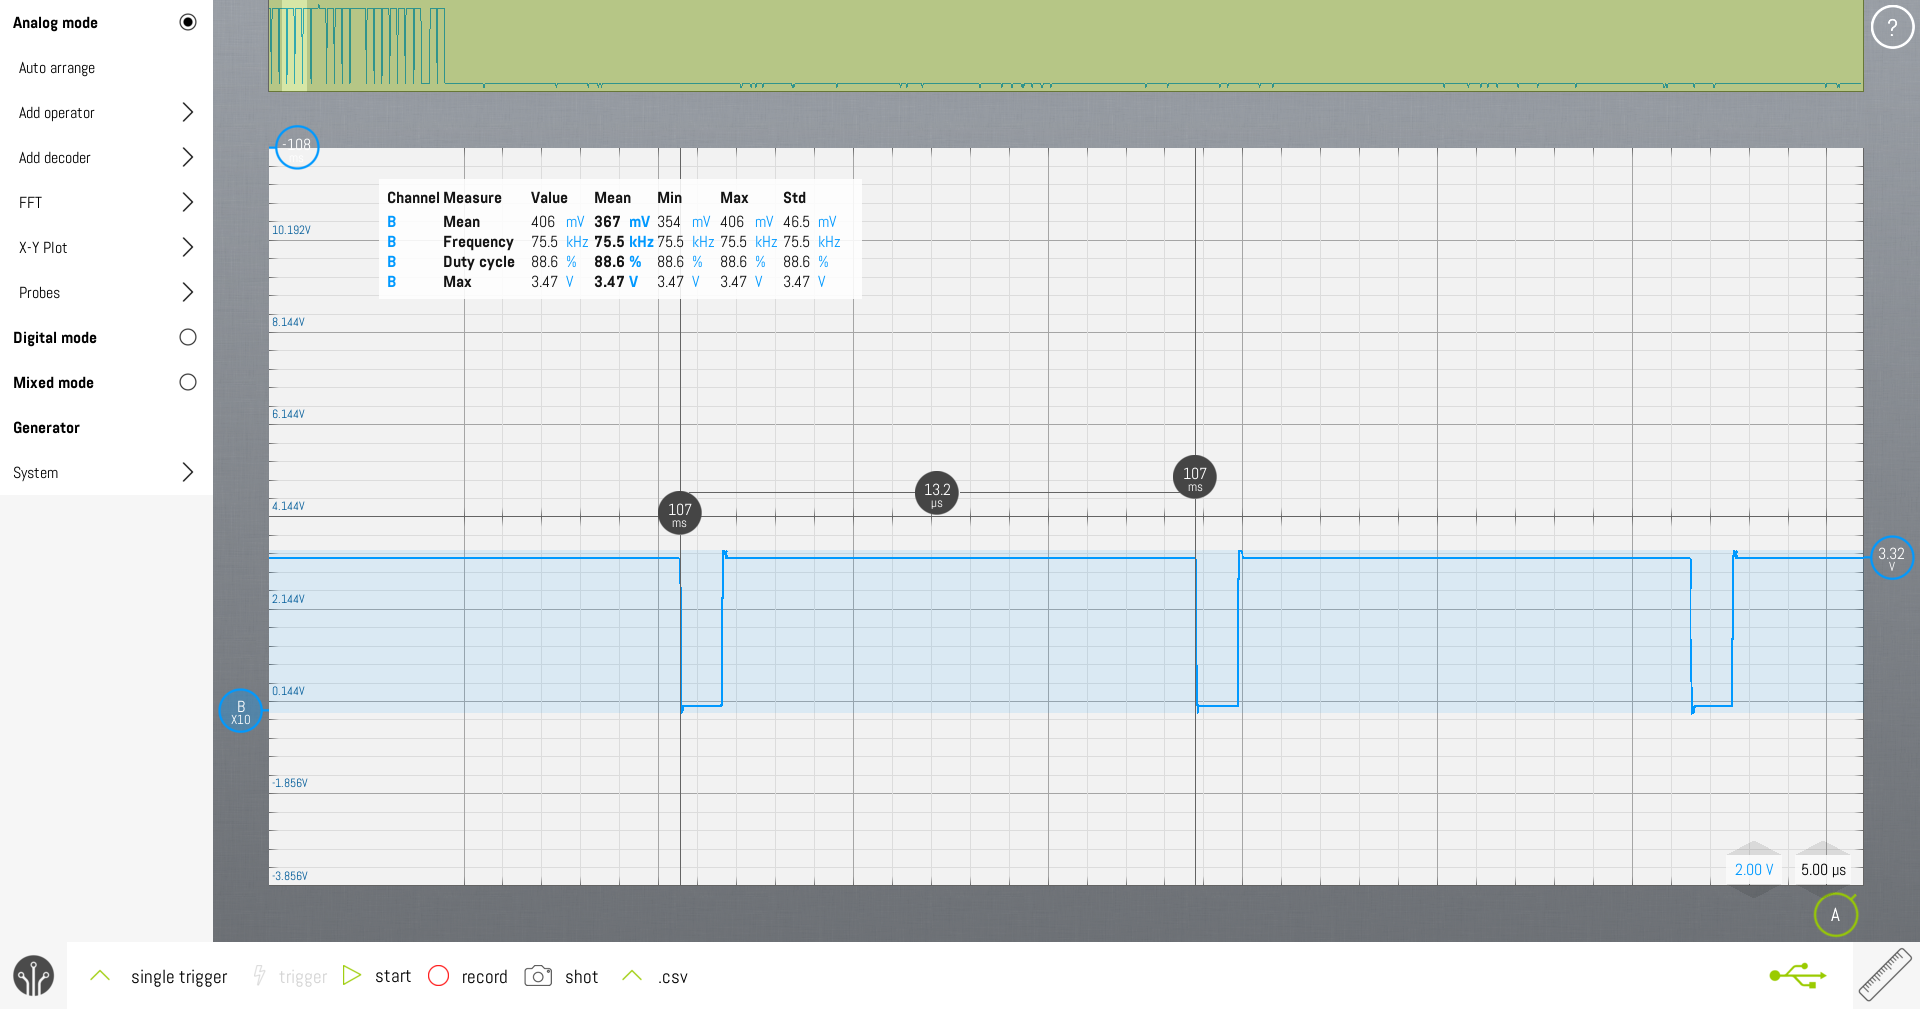 Analog mode
Auto arrange
Add operator
Add decoder
FFT
X-Y Plot
Probes
Digital mode
Mixed mode
Generator
System
?
-108
Channel Measure Value Mean Min Max Std
B Mean 406 mV 367 mV 354 mV 406 mV 46.5 mV
B Frequency 75.5 kHz 75.5 kHz 75.5 kHz 75.5 kHz 75.5 kHz
B Duty cycle 88.6 % 88.6 % 88.6 % 88.6 % 88.6 %
B Max 3.47 V 3.47 V 3.47 V 3.47 V 3.47 V
10.192V
8.144V
6.144V
4.144V
2.144V
0.144V
-1.856V
-3.856V
107
ms
13.2
µs
107
ms
3.32
V
B
X10
2.00 V
5.00 µs
A
single trigger
trigger
start
record
shot
.csv